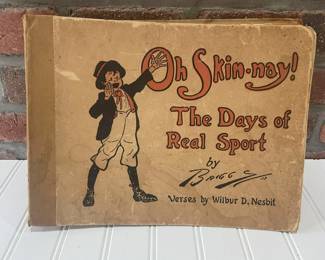 Oh Skin-nay!
The Days of
Real Sport
by
BRIGGS
Verses by Wilbur D. Nesbit